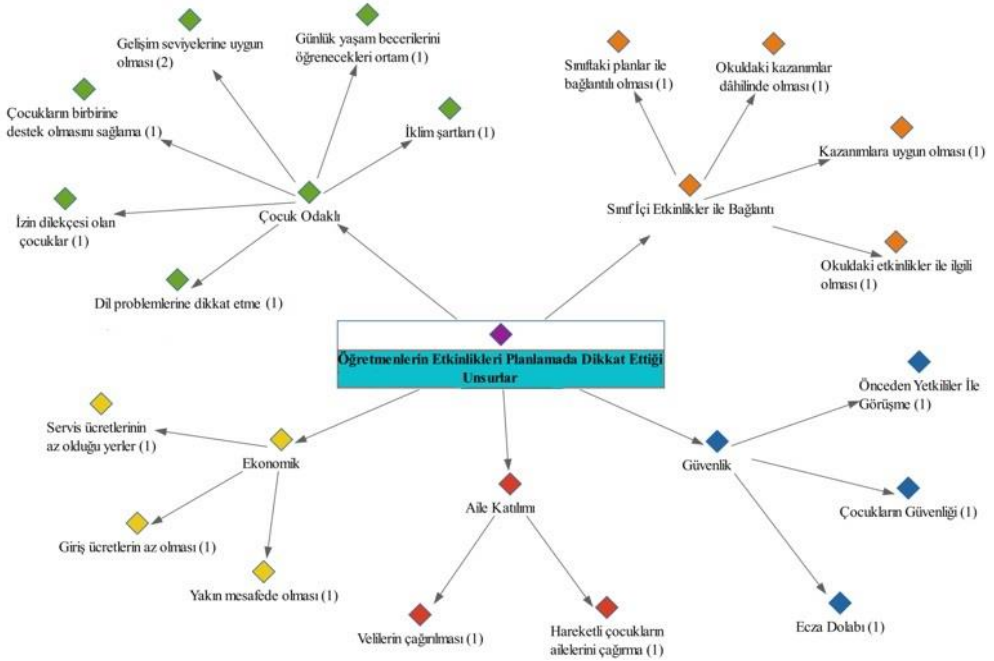 Gelişim seviyelerine uygun
olması (2)
Günlük yaşam becerilerini
öğrenecekleri ortam (1)
Çocukların birbirine
destek olmasını sağlama (1)
İklim şartları (1)
İzin dilekçesi olan
çocuklar (1)
Çocuk Odaklı
Dil problemlerine dikkat etme (1)
Sınıftaki planlar ile
bağlantılı olması (1)
Okuldaki kazanımlar
dâhilinde olması (1)
Kazanımlara uygun olması (1)
Sınıf İçi Etkinlikler ile Bağlantı
Okuldaki etkinlikler ile ilgili
olması (1)
Öğretmenlerin Etkinlikleri Planlamada Dikkat Ettiği
Unsurlar
Servis ücretlerinin
az olduğu yerler (1)
Ekonomik
Giriş ücretlerin az olması (1)
Yakın mesafede olması (1)
Aile Katılımı
Velilerin çağrılması (1)
Hareketli çocukların
ailelerini çağırma (1)
Güvenlik
Önceden Yetkililer İle
Görüşme (1)
Çocukların Güvenliği (1)
Ecza Dolabı (1)